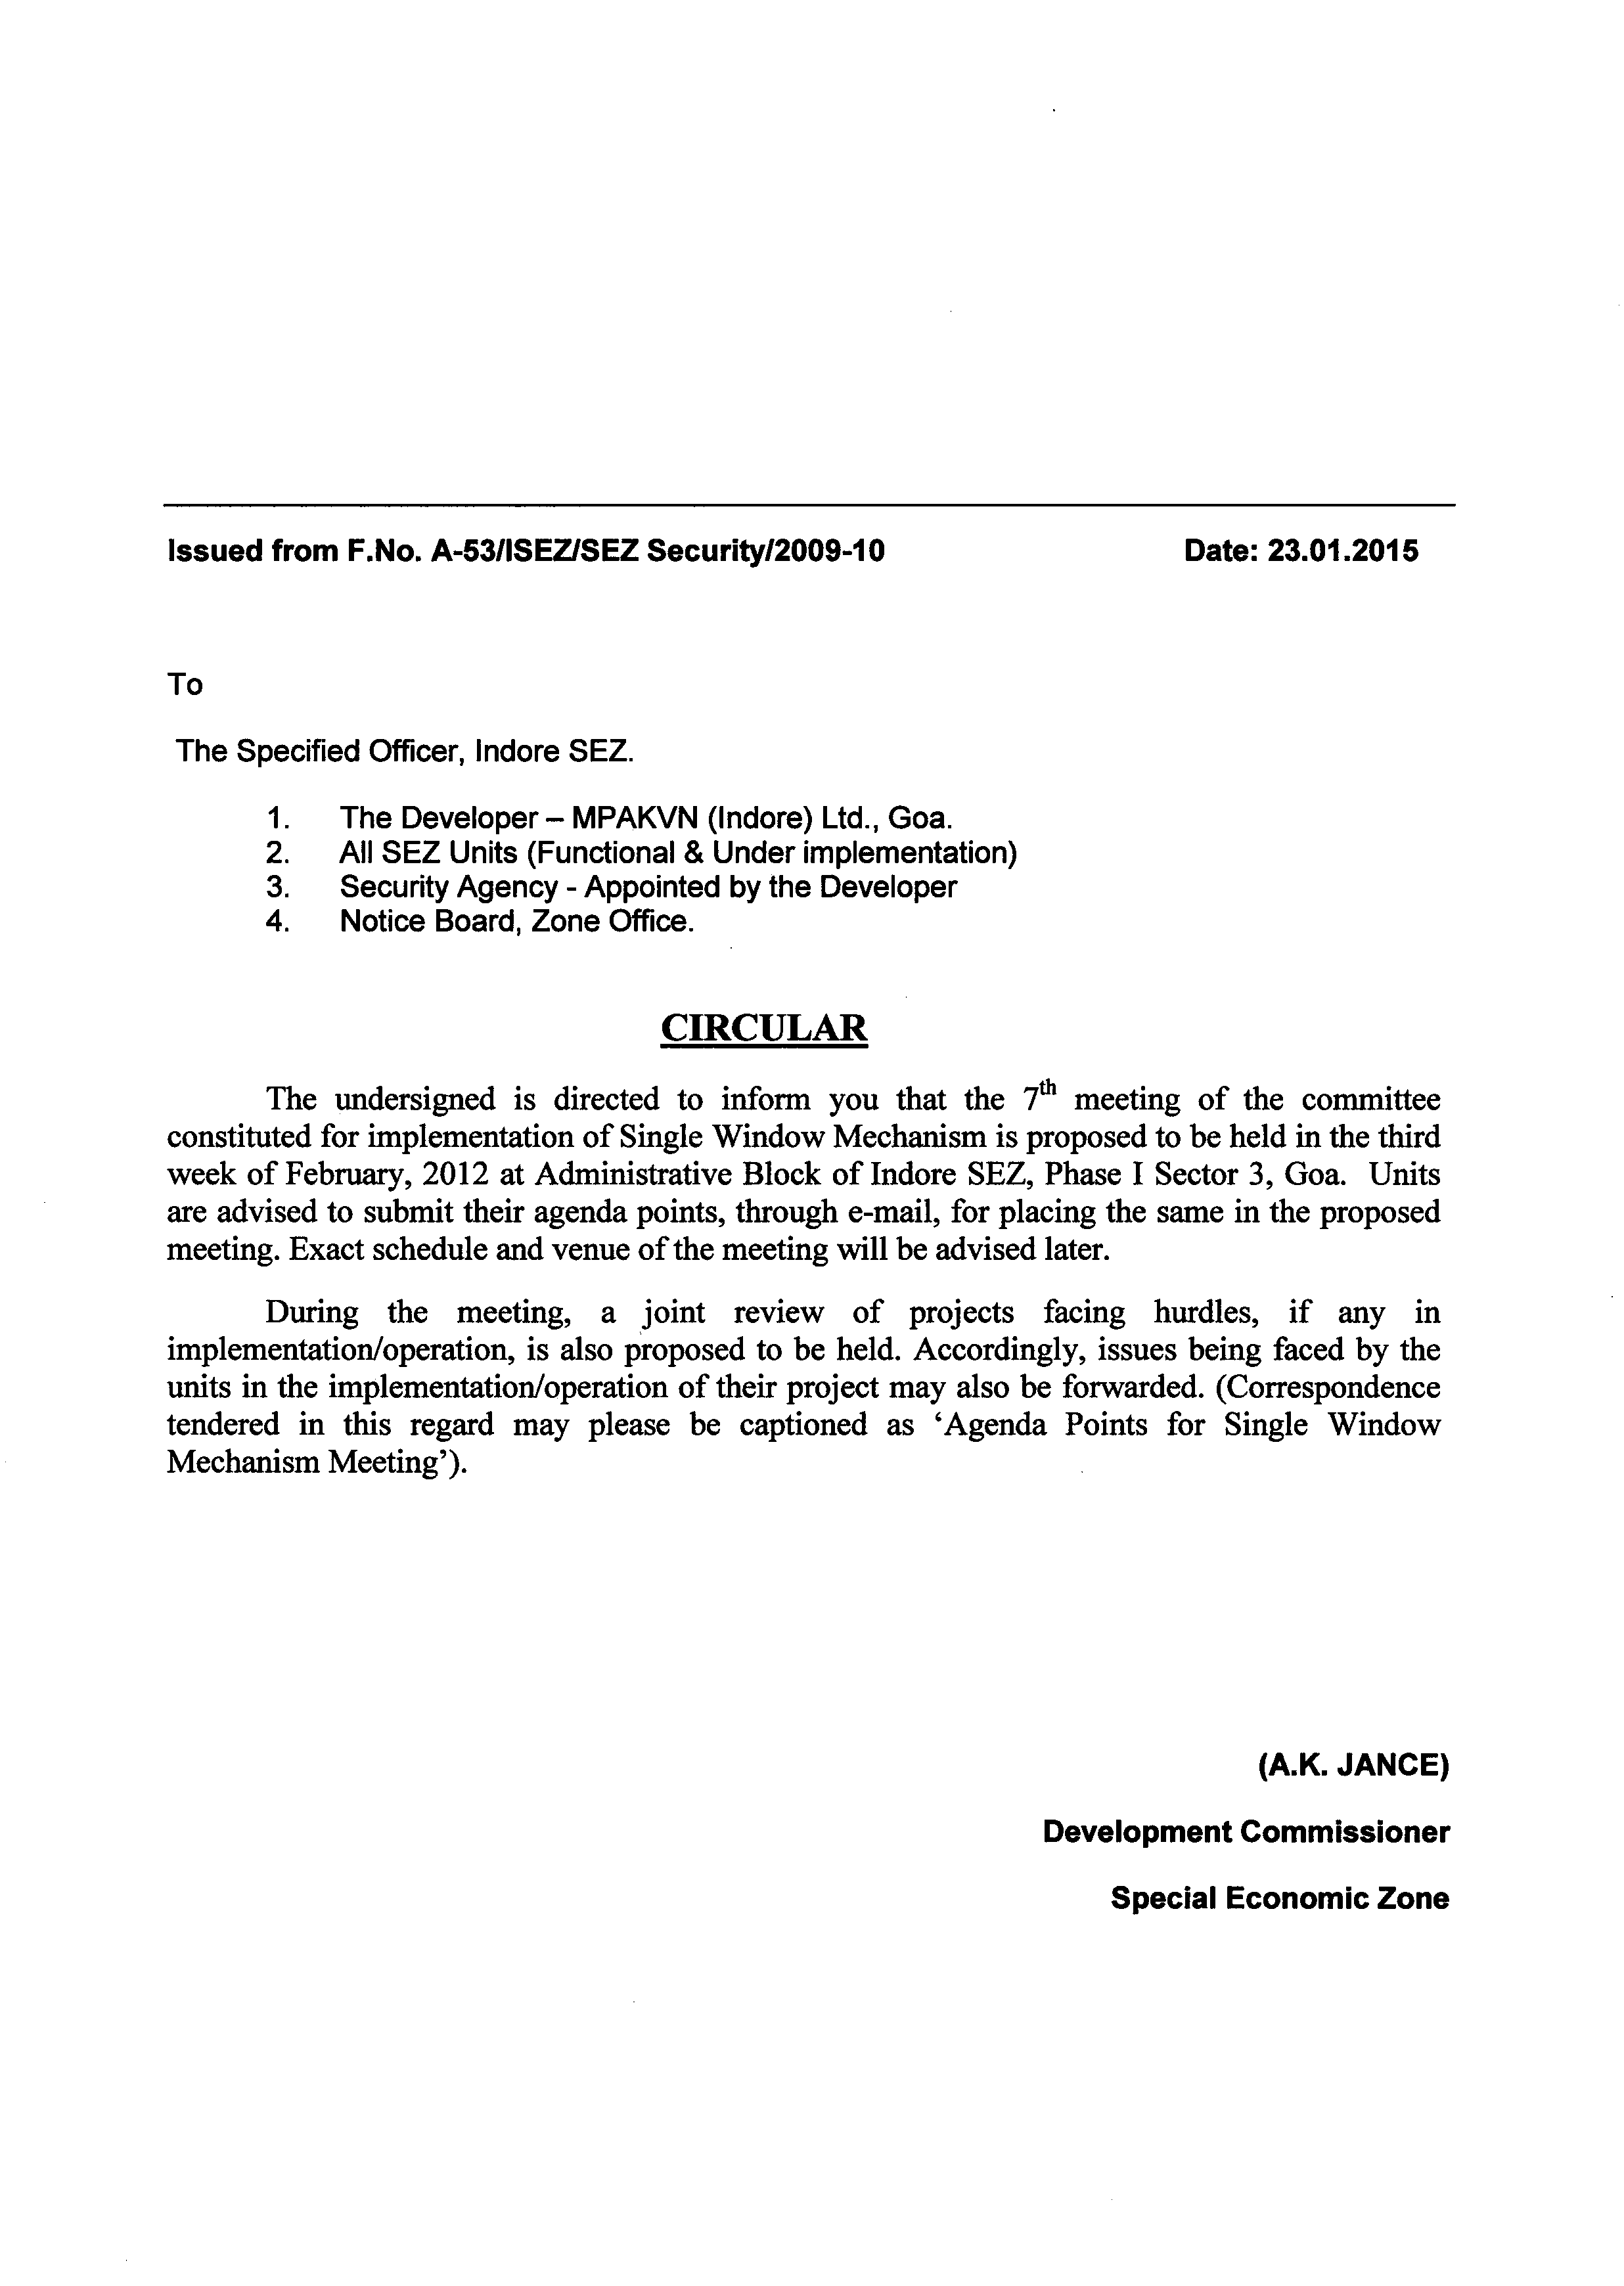 Issued from F.No. A-53/ISEZ/SEZ Security/2009-10 Date: 23.01.2015
To
The Specified Officer, Indore SEZ.
1. The Developer – MPAKVN (Indore) Ltd., Goa.
2. All SEZ Units (Functional & Under implementation)
3. Security Agency - Appointed by the Developer
4. Notice Board, Zone Office.
CIRCULAR
The undersigned is directed to inform you that the 7th meeting of the committee
constituted for implementation of Single Window Mechanism is proposed to be held in the third
week of February, 2012 at Administrative Block of Indore SEZ, Phase I Sector 3, Goa. Units
are advised to submit their agenda points, through e-mail, for placing the same in the proposed
meeting. Exact schedule and venue of the meeting will be advised later.
During the meeting, a joint review of projects facing hurdles, if any in
implementation/operation, is also proposed to be held. Accordingly, issues being faced by the
units in the implementation/operation of their project may also be forwarded. (Correspondence
tendered in this regard may please be captioned as ‘Agenda Points for Single Window
Mechanism Meeting’).
(A.K. JANCE)
Development Commissioner
Special Economic Zone